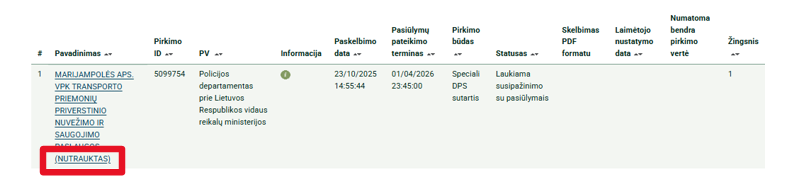 Numatoma
Pasiūlymų Pirkimo Skelbimas Laimėtojo bendra
Pirkimo Paskelbimo pateikimo būdas PDF nustatymo pirkimo Žingsnis
# Pavadinimas ID PV Informacija data terminas Statusas formatu data vertė
1 MARIJAMPOLĖS APS. 5099754 Policijos i 23/10/2025 01/04/2026 Speciali Laukiama 1
VPK TRANSPORTO departamentas 14:55:44 23:45:00 DPS susipažinimo
PRIEMONIŲ prie Lietuvos sutartis su pasiūlymais
PRIVERSTINIO Respublikos vidaus
NUVEŽIMO IR reikalų ministerijos
SAUGOJIMO
PASLAUGOS
(NUTRAUKTAS)